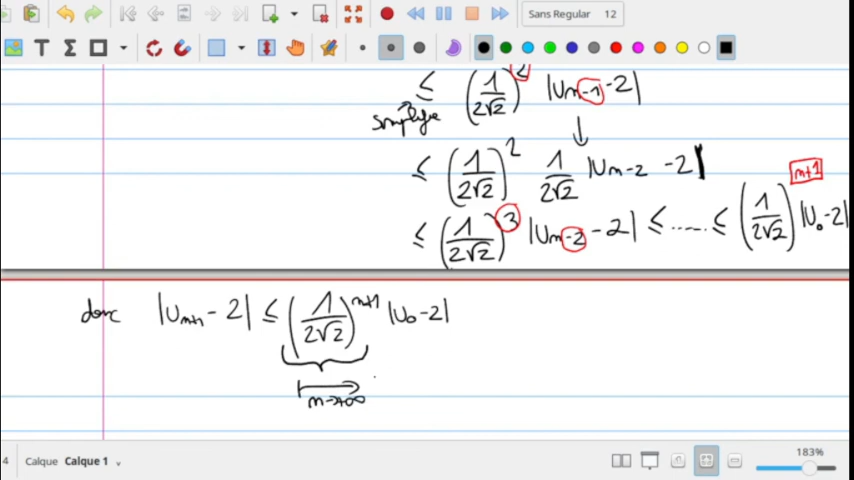 Sans Regular 12
≤ (1/2√2)^2 |Un-1 - 2|
simplifie
≤ (1/2√2)^2 1/2√2 |Un-2 - 2|
n+1
≤ (1/2√2)^3 |Un-2 - 2| ≤ ..... ≤ (1/2√2)^n+1 |U0-2|
donc |Un+1 - 2| ≤ (1/2√2)^n+1 |U0-2|
n→+∞
4 Calque Calque 1
183%